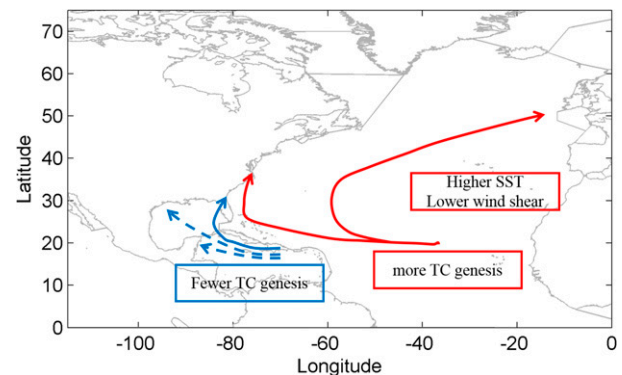 70
60
50
40
30
20
10
0
Latitude
Higher SST
Lower wind shear
more TC genesis
Fewer TC genesis
-100 -80 -60 -40 -20 0
Longitude